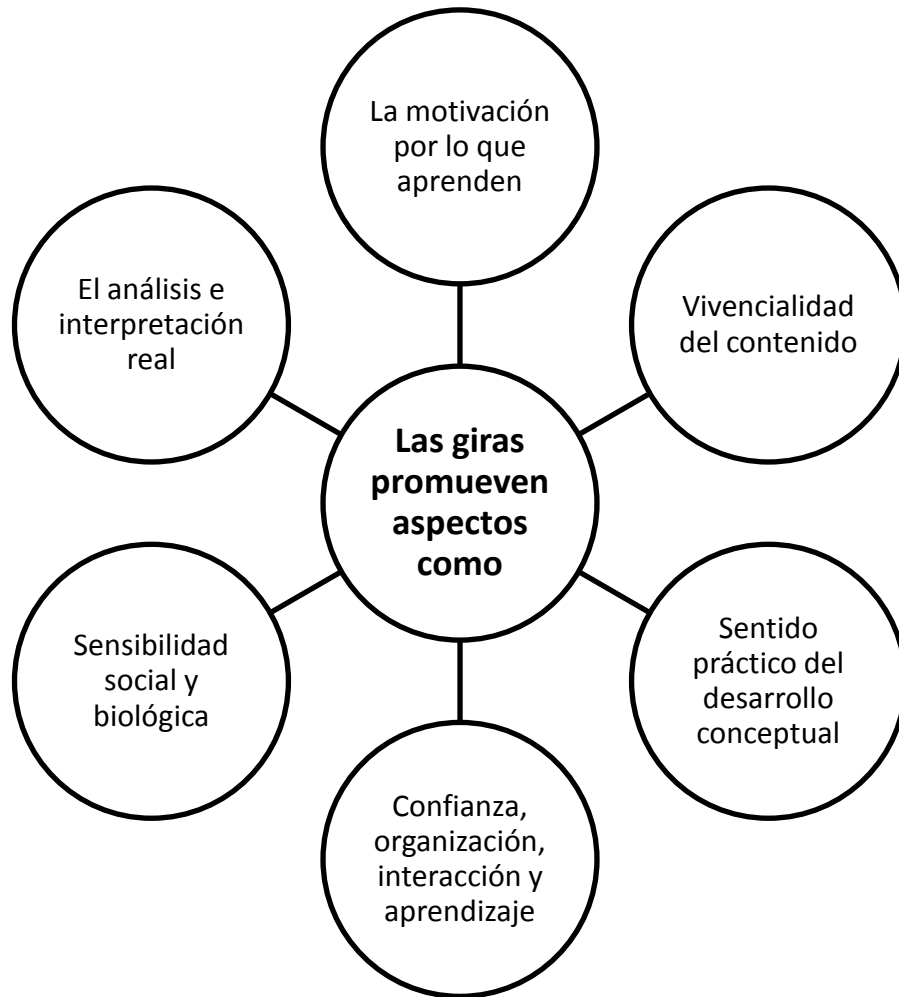 La motivación
por lo que
aprenden
El análisis e
interpretación
real
Vivencialidad
del contenido
Las giras
promueven
aspectos
como
Sensibilidad
social y
biológica
Sentido
práctico del
desarrollo
conceptual
Confianza,
organización,
interacción y
aprendizaje